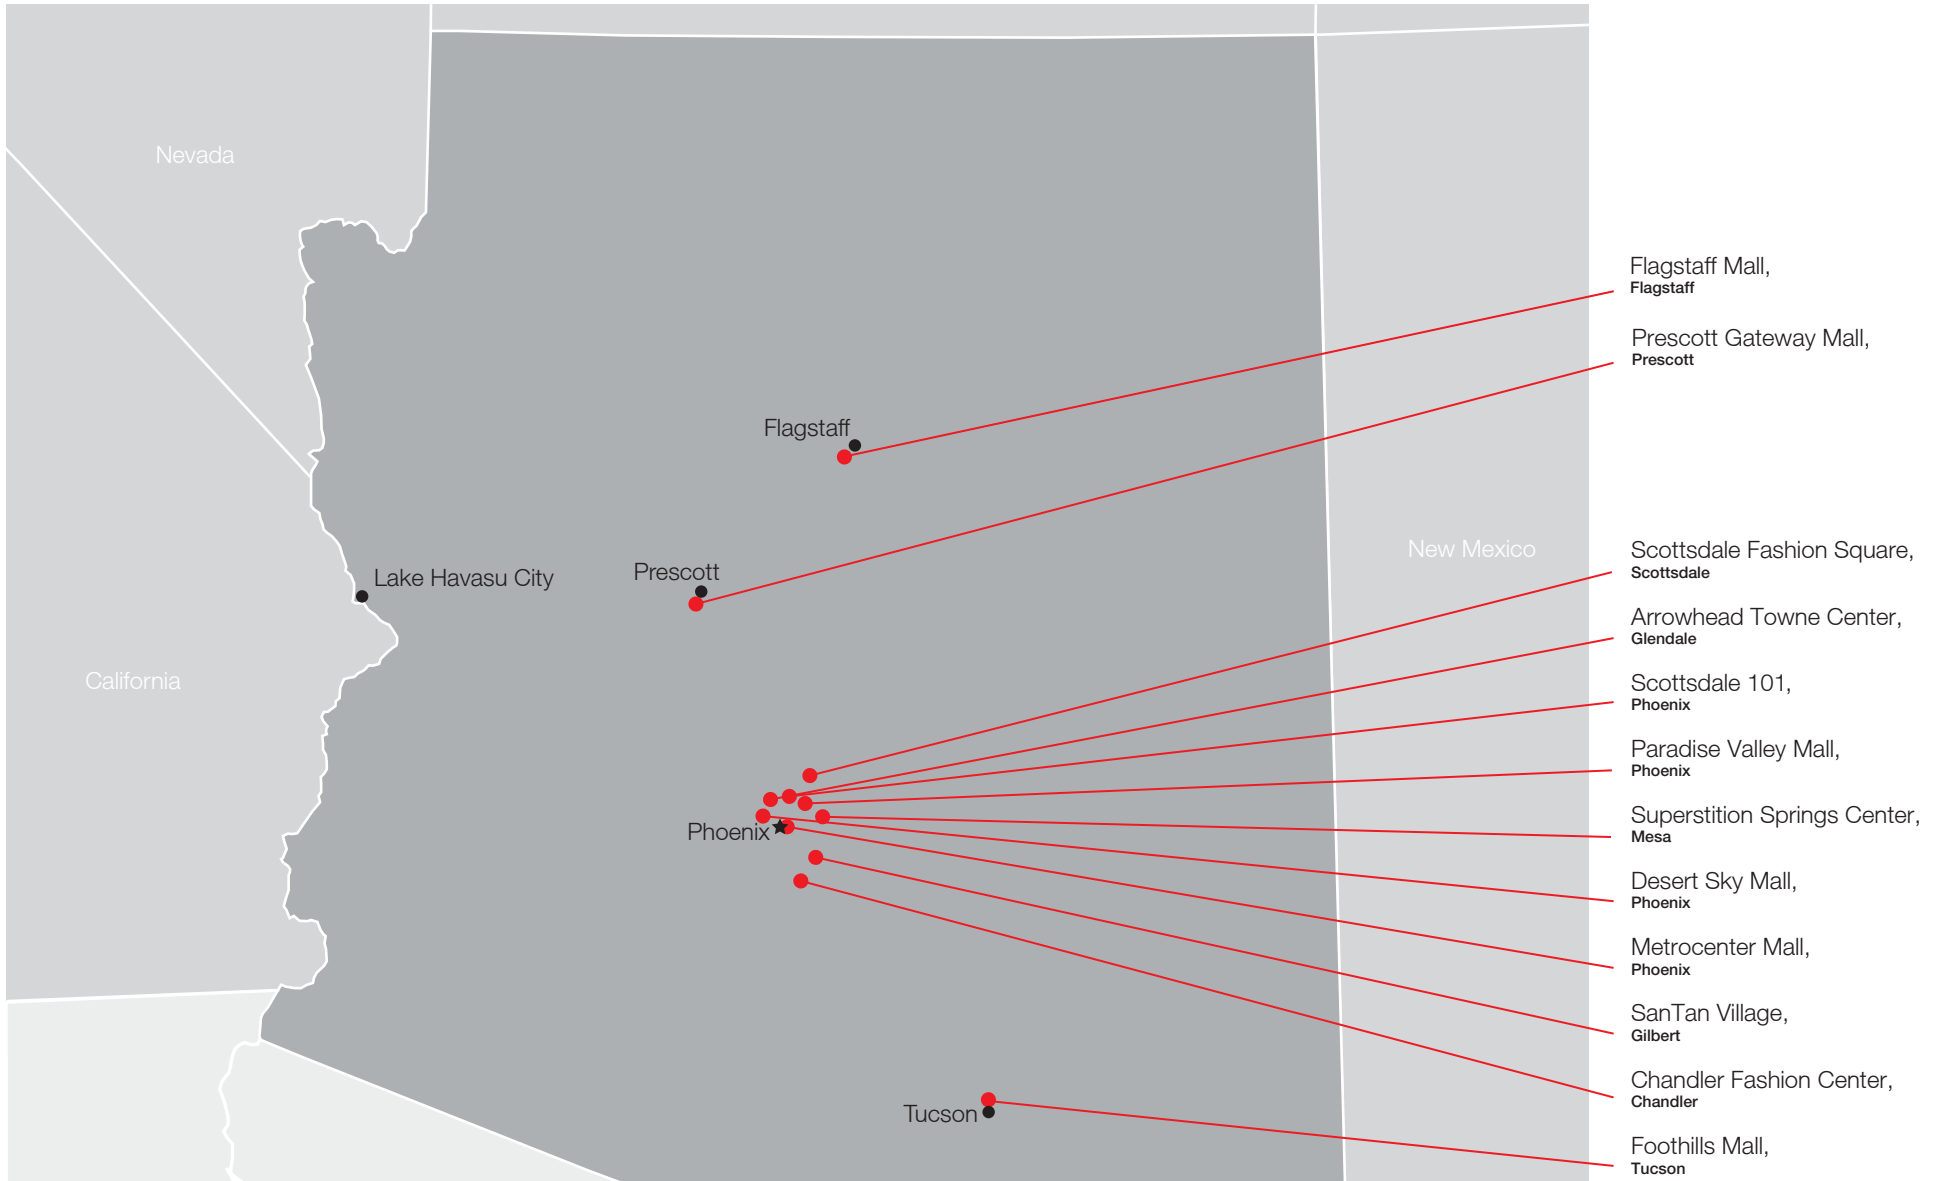 Nevada
Flagstaff Mall,
Flagstaff
Prescott Gateway Mall,
Prescott
Flagstaff
New Mexico
Scottsdale Fashion Square,
Scottsdale
Lake Havasu City
Prescott
Arrowhead Towne Center,
Glendale
California
Scottsdale 101,
Phoenix
Paradise Valley Mall,
Phoenix
Superstition Springs Center,
Mesa
Phoenix
Desert Sky Mall,
Phoenix
Metrocenter Mall,
Phoenix
SanTan Village,
Gilbert
Chandler Fashion Center,
Chandler
Tucson
Foothills Mall,
Tucson